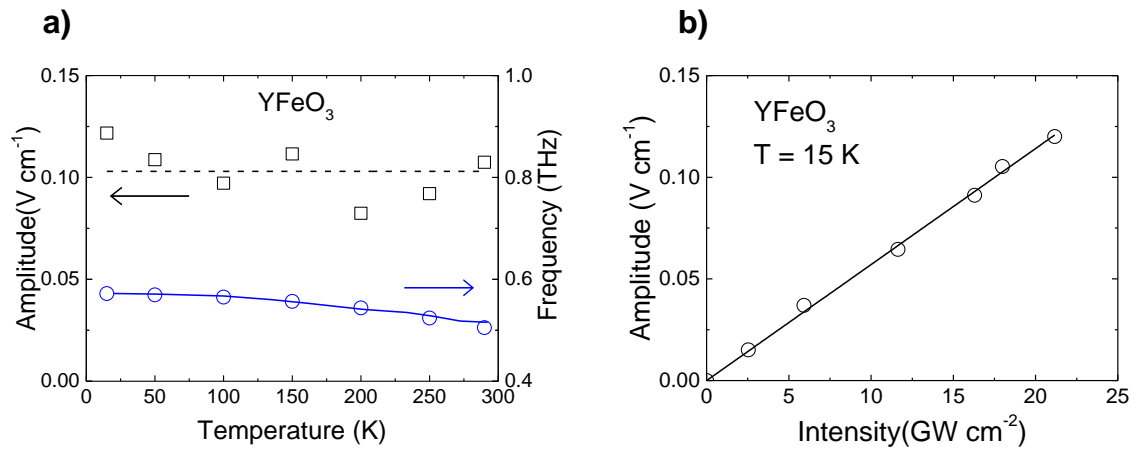 a)
YFeO₃
0.15
0.10
0.05
0.00
Amplitude(V cm⁻¹)
1.0
0.8
0.6
0.4
Frequency (THz)
0 50 100 150 200 250 300
Temperature (K)
b)
YFeO₃
T = 15 K
0.15
0.10
0.05
0.00
Amplitude (V cm⁻¹)
0 5 10 15 20 25
Intensity(GW cm⁻²)